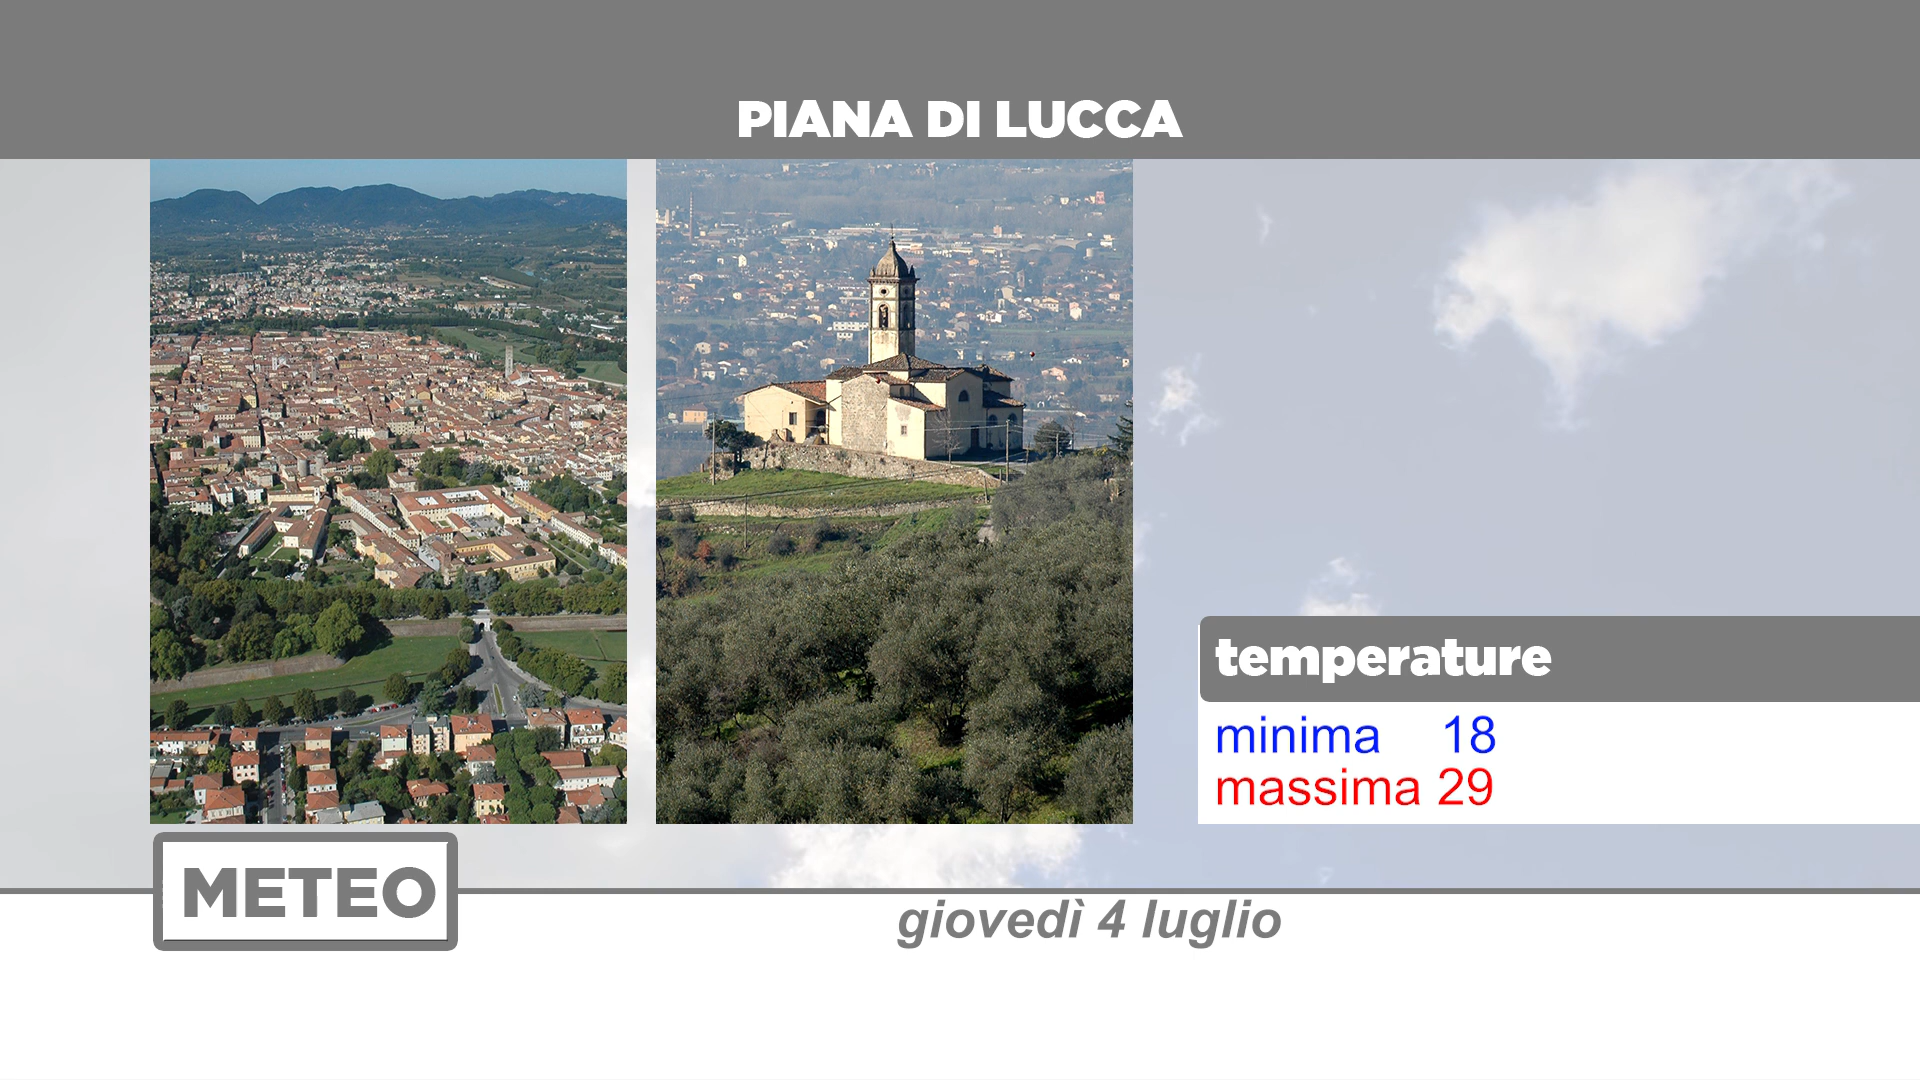 PIANA DI LUCCA
temperature
minima 18
massima 29
METEO
giovedì 4 luglio